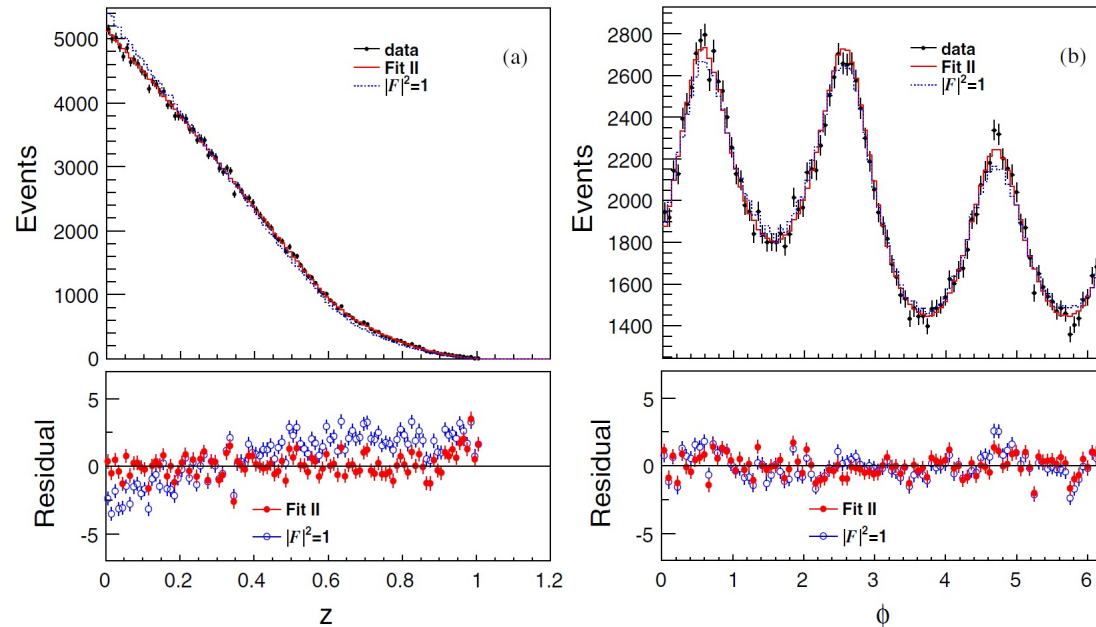 5000
4000
3000
2000
1000
0
Events
data
Fit II
|F|²=1
(a)
5
0
-5
Residual
Fit II
|F|²=1
0 0.2 0.4 0.6 0.8 1 1.2
z
2800
2600
2400
2200
2000
1800
1600
1400
Events
data
Fit II
|F|²=1
(b)
5
0
-5
Residual
Fit II
|F|²=1
0 1 2 3 4 5 6
ϕ